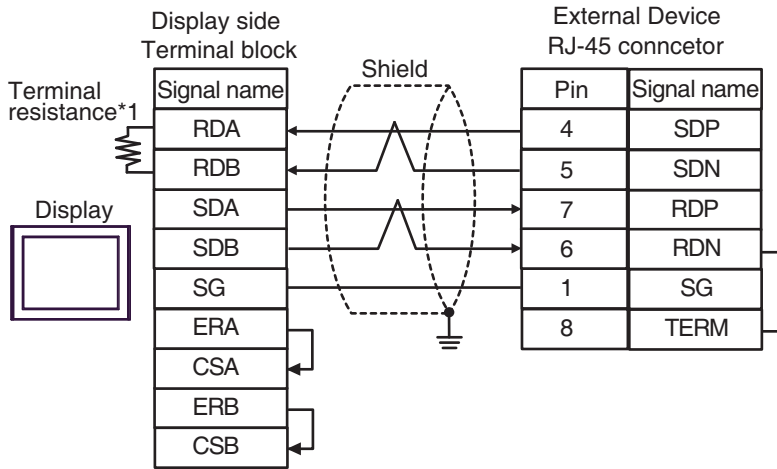 Display side
Terminal block
External Device
RJ-45 conncetor
Shield
Terminal
resistance*1
Display
Signal name
RDA
RDB
SDA
SDB
SG
ERA
CSA
ERB
CSB
Pin Signal name
4 SDP
5 SDN
7 RDP
6 RDN
1 SG
8 TERM